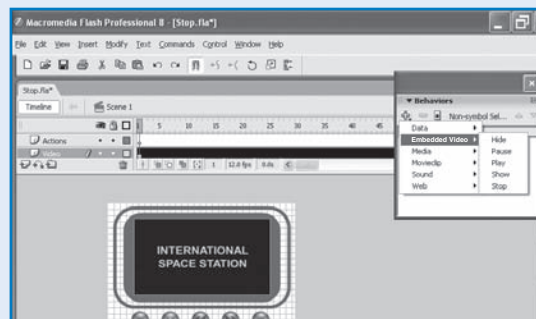 Macromedia Flash Professional 8 - [Stop.fla*]
File Edit View Insert Modify Text Commands Control Window Help
Stop.fla*
Timeline Scene 1
5 10 15 20 25 30 35 40 45
Actions
Video
1 12.0 fps 0.0s
Behaviors
Non-symbol Sel...
Data
Embedded Video
Media
Movieclip
Sound
Web
Hide
Pause
Play
Show
Stop
INTERNATIONAL
SPACE STATION